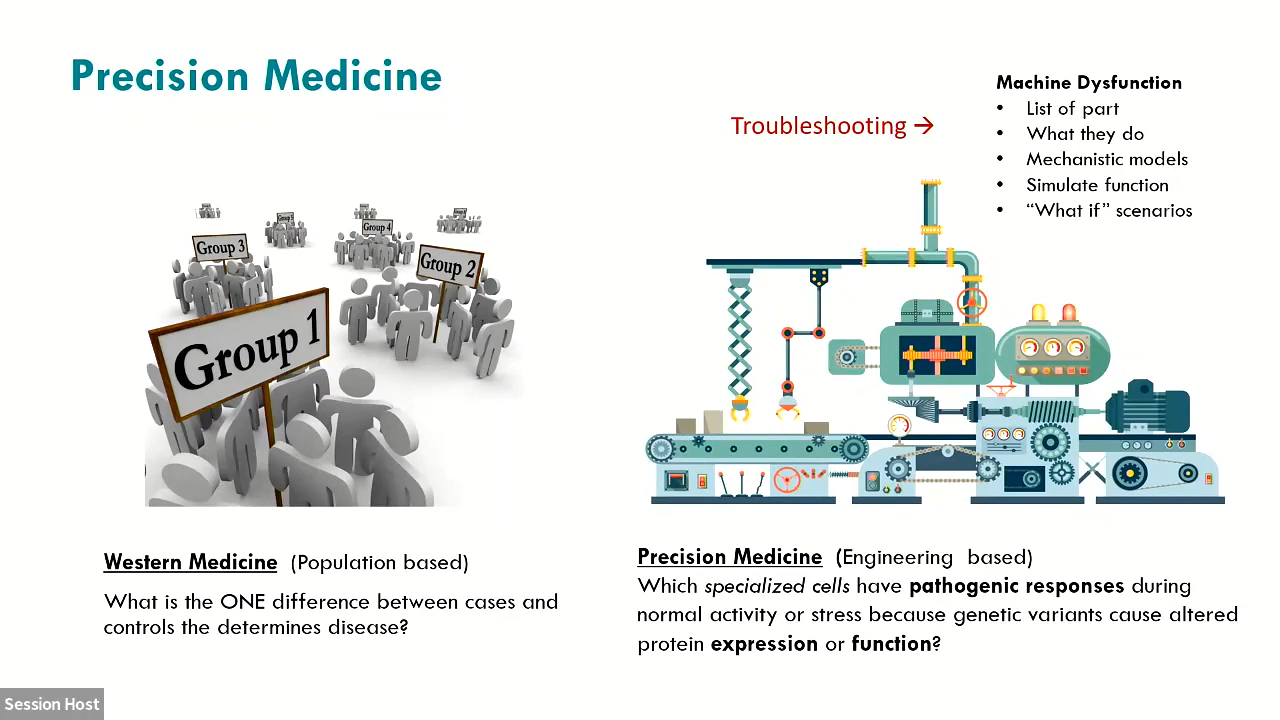 Precision Medicine
Troubleshooting →
Machine Dysfunction
• List of part
• What they do
• Mechanistic models
• Simulate function
• “What if” scenarios
Group 3
Group 4
Group 2
Group 1
Western Medicine (Population based)
What is the ONE difference between cases and
controls the determines disease?
Precision Medicine (Engineering based)
Which specialized cells have pathogenic responses during
normal activity or stress because genetic variants cause altered
protein expression or function?
Session Host